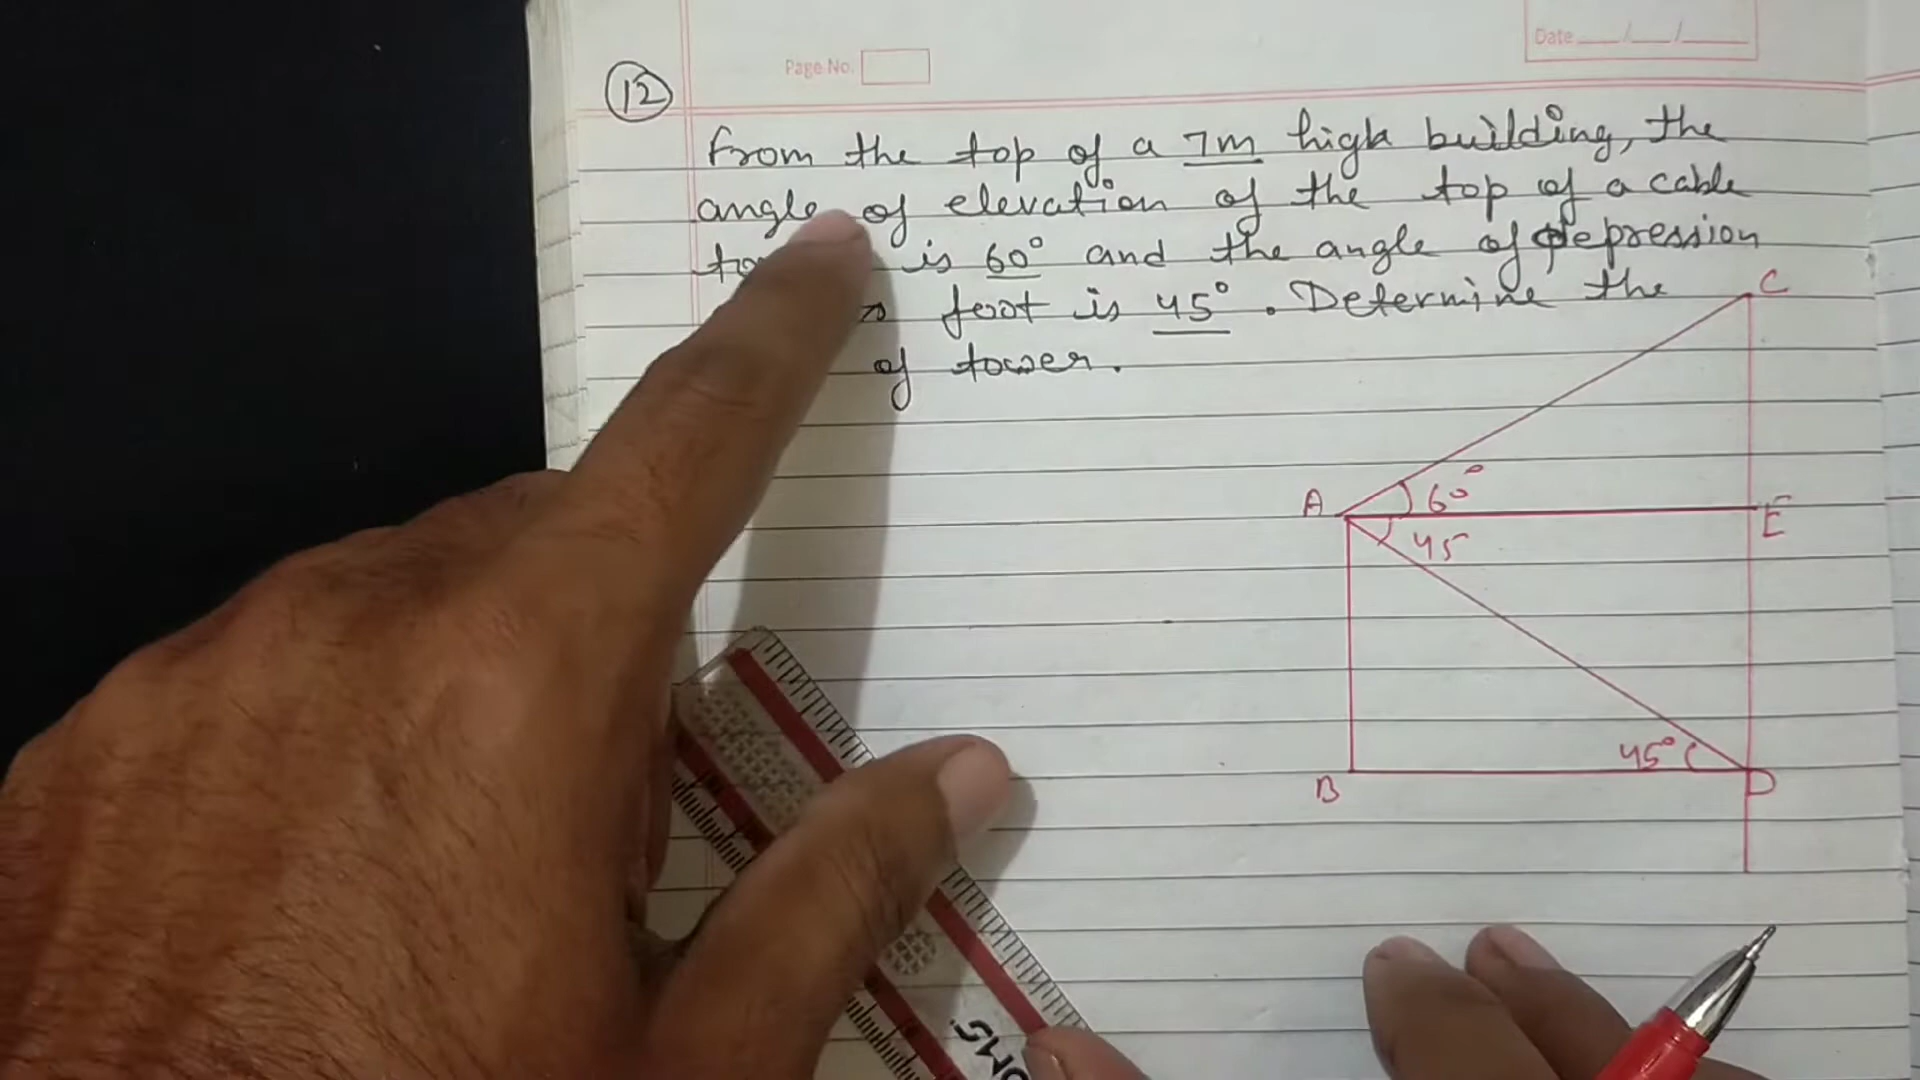 Page No.
Date
12
from the top of a 7m high building, the
angle of elevation of the top of a cable
is 60° and the angle of depression
foot is 45°. Determine the
of tower.
C
A 60° E
45
45°
B D